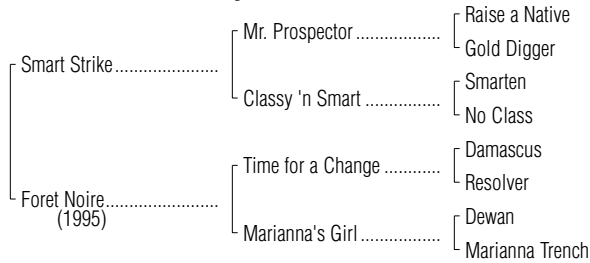 Raise a Native
Mr. Prospector ..................
Gold Digger
Smart Strike......................
Smarten
Classy 'n Smart ................
No Class
Damascus
Time for a Change ............
Resolver
Foret Noire........................
(1995)
Dewan
Marianna's Girl .................
Marianna Trench